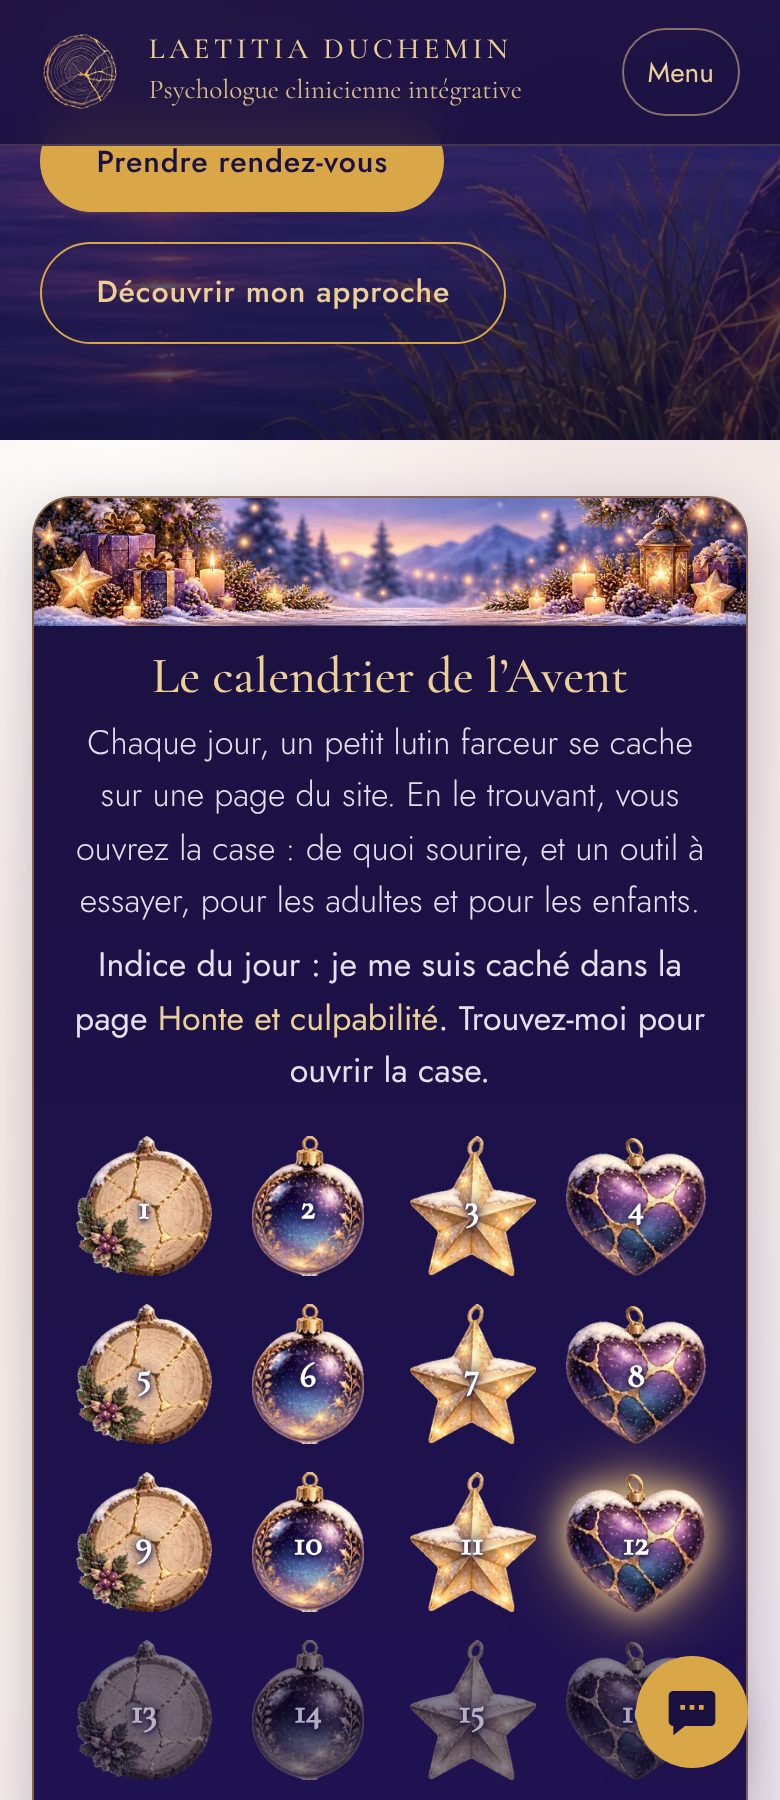 LAETITIA DUCHEMIN
Psychologue clinicienne intégrative
Menu
Prendre rendez-vous
Découvrir mon approche
Le calendrier de l’Avent
Chaque jour, un petit lutin farceur se cache
sur une page du site. En le trouvant, vous
ouvrez la case : de quoi sourire, et un outil à
essayer, pour les adultes et pour les enfants.
Indice du jour : je me suis caché dans la
page Honte et culpabilité. Trouvez-moi pour
ouvrir la case.
1 2 3 4
5 6 7 8
9 10 11 12
13 14 15